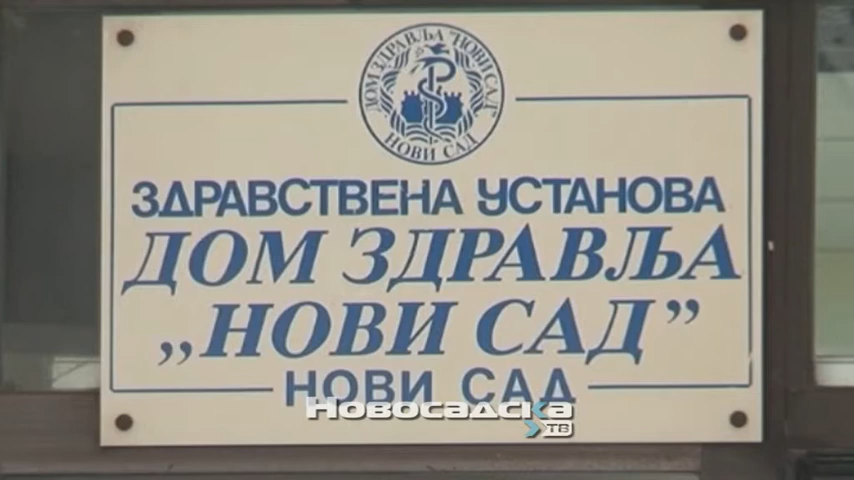 ДОМ ЗДРАВЉА "НОВИ САД"
НОВИ САД
ЗДРАВСТВЕНА УСТАНОВА
ДОМ ЗДРАВЉА
„НОВИ САД”
НОВИ САД
НОВОСАДСКА
ТВ